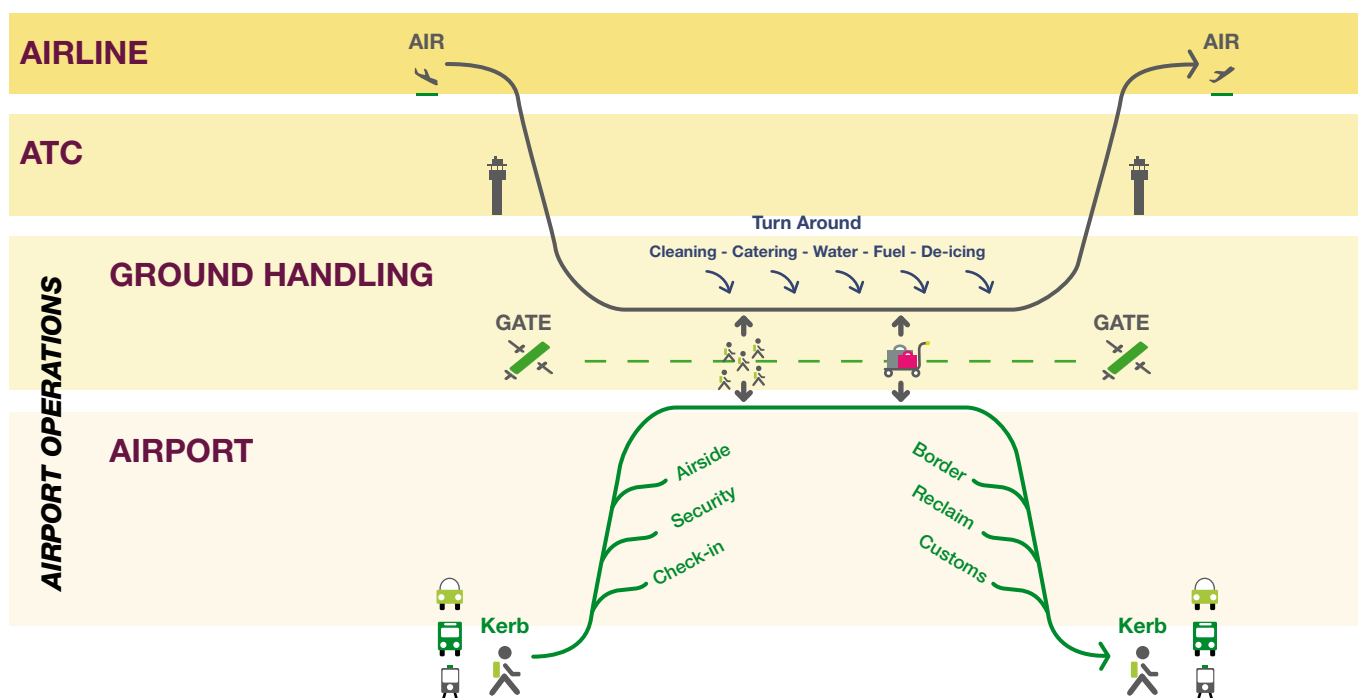 AIRLINE
AIR
AIR
ATC
Turn Around
Cleaning - Catering - Water - Fuel - De-icing
GROUND HANDLING
GATE
GATE
AIRPORT OPERATIONS
AIRPORT
Airside
Security
Check-in
Border
Reclaim
Customs
Kerb
Kerb